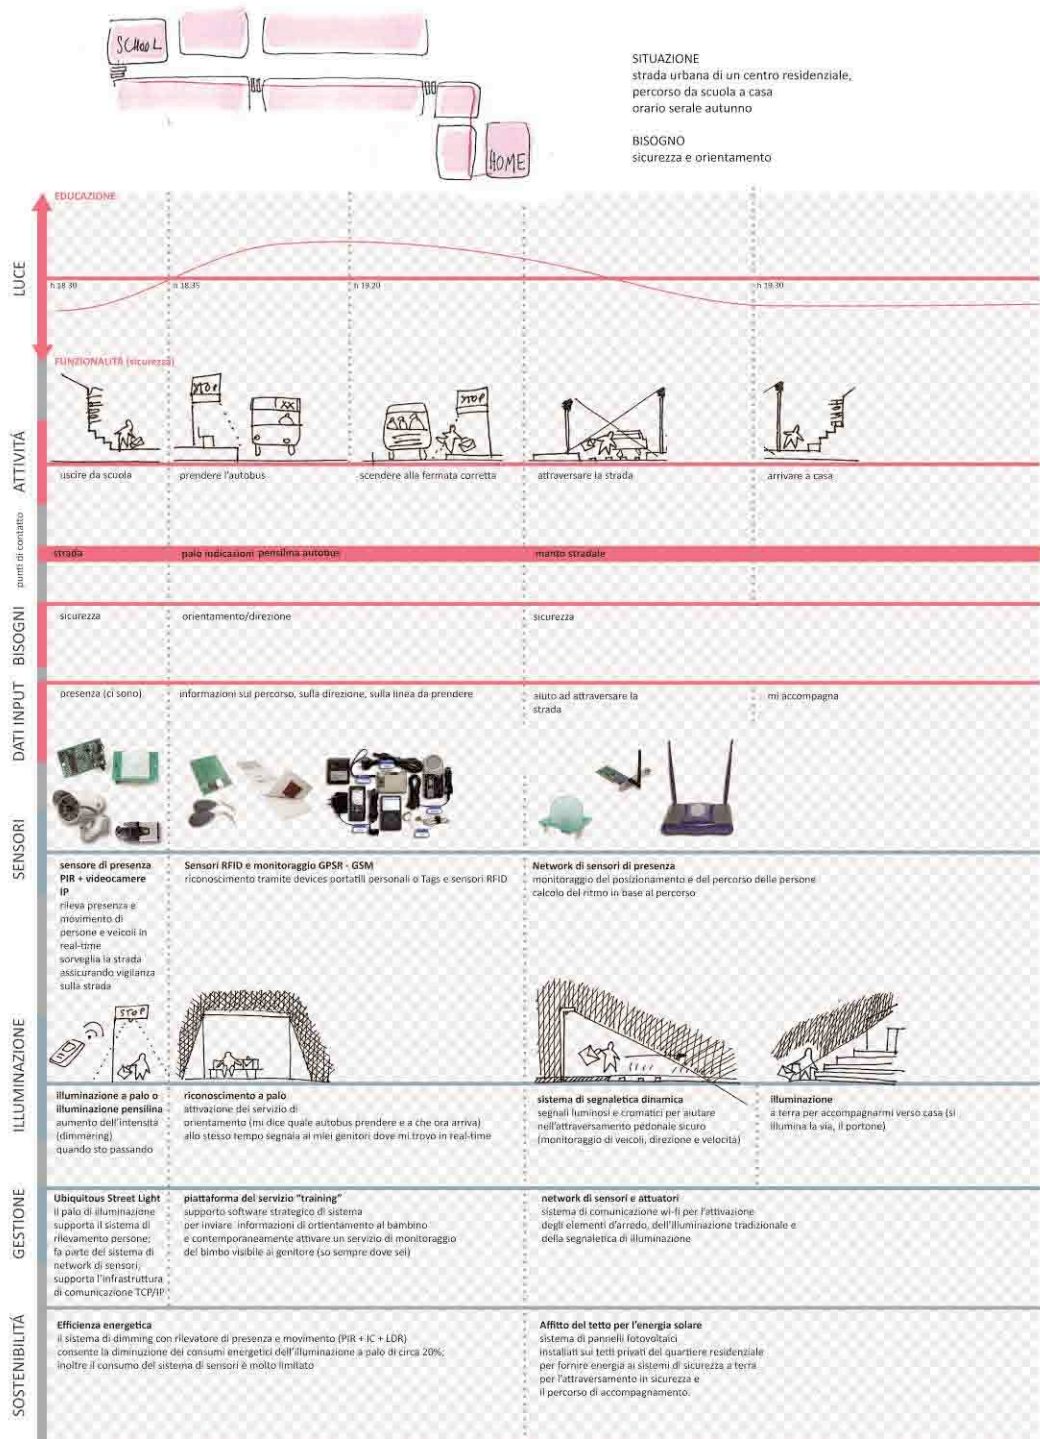 SCHOOL
HOME
SITUAZIONE
strada urbana di un centro residenziale,
percorso da scuola a casa
orario serale autunno
BISOGNO
sicurezza e orientamento
LUCE
EDUCAZIONE
h 18.30
h 18.35
h 19.20
h 19.30
FUNZIONALITÀ (sicurezza)
ATTIVITÁ
HOME
STOP
XX
STOP
HOME
uscire da scuola
prendere l'autobus
scendere alla fermata corretta
attraversare la strada
arrivare a casa
punti di contatto
strada
palo indicazioni pensilina autobus
manto stradale
BISOGNI
sicurezza
orientamento/direzione
sicurezza
DATI INPUT
presenza (ci sono)
informazioni sul percorso, sulla direzione, sulla linea da prendere
aiuto ad attraversare la
strada
mi accompagna
SENSORI
sensore di presenza
PIR + videocamere
IP
rileva presenza e
movimento di
persone e veicoli in
real-time
sorveglia la strada
assicurando vigilanza
sulla strada
Sensori RFID e monitoraggio GPSR - GSM
riconoscimento tramite devices portatili personali o Tags e sensori RFID
Network di sensori di presenza
monitoraggio del posizionamento e del percorso delle persone
calcolo del ritmo in base al percorso
ILLUMINAZIONE
STOP
illuminazione a palo o
illuminazione pensilina
aumento dell'intensità
(dimmering)
quando sto passando
riconoscimento a palo
attivazione del servizio di
orientamento (mi dice quale autobus prendere e a che ora arriva)
allo stesso tempo segnala ai miei genitori dove mi trovo in real-time
sistema di segnaletica dinamica
segnali luminosi e cromatici per aiutare
nell'attraversamento pedonale sicuro
(monitoraggio di veicoli, direzione e velocità)
illuminazione
a terra per accompagnarmi verso casa (si
illumina la via, il portone)
GESTIONE
Ubiquitous Street Light
il palo di illuminazione
supporta il sistema di
rilevamento persone;
fa parte del sistema di
network di sensori;
supporta l'infrastruttura
di comunicazione TCP/IP
piattaforma del servizio "training"
supporto software strategico di sistema
per inviare informazioni di ortientamento al bambino
e contemporaneamente attivare un servizio di monitoraggio
del bimbo visibile ai genitore (so sempre dove sei)
network di sensori e attuatori
sistema di comunicazione wi-fi per l'attivazione
degli elementi d'arredo, dell'illuminazione tradizionale e
della segnaletica di illuminazione
SOSTENIBILITÁ
Efficienza energetica
il sistema di dimming con rilevatore di presenza e movimento (PIR + IC + LDR)
consente la diminuzione dei consumi energetici dell'illuminazione a palo di circa 20%;
inoltre il consumo del sistema di sensori è molto limitato
Affitto del tetto per l'energia solare
sistema di pannelli fotovoltaici
installati sui tetti privati del quartiere residenziale
per fornire energia ai sistemi di sicurezza a terra
per l'attraversamento in sicurezza e
il percorso di accompagnamento.